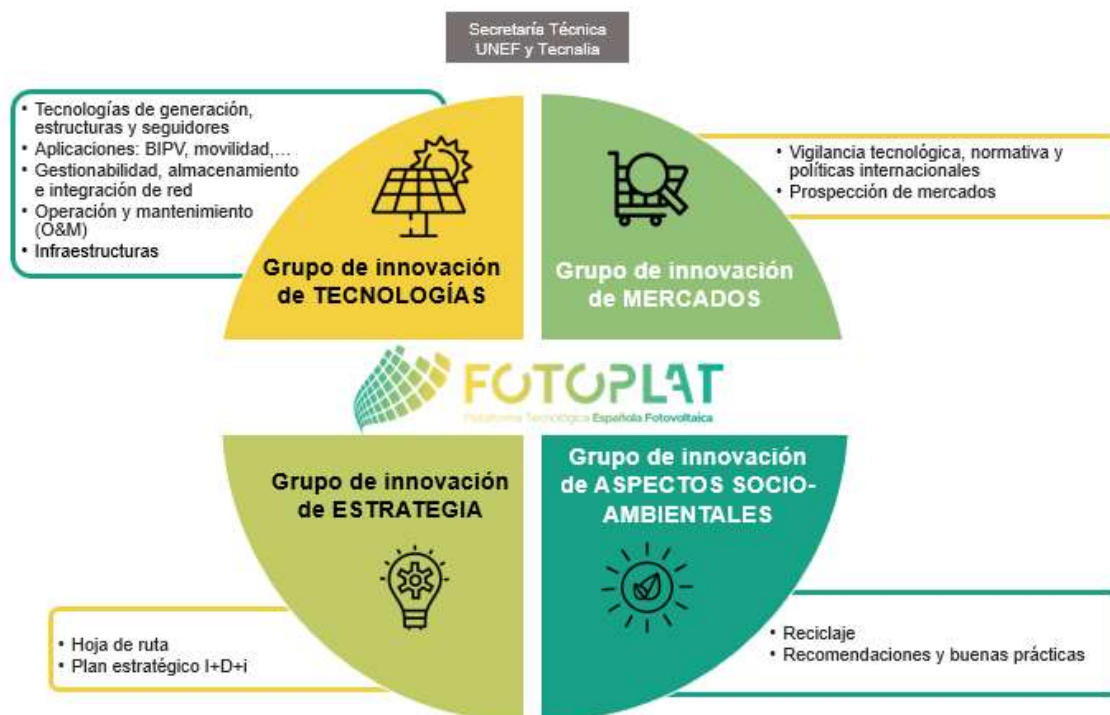 Secretaría Técnica
UNEF y Tecnalia
• Tecnologías de generación,
estructuras y seguidores
• Aplicaciones: BIPV, movilidad,...
• Gestionabilidad, almacenamiento
e integración de red
• Operación y mantenimiento
(O&M)
• Infraestructuras
Grupo de innovación
de TECNOLOGÍAS
Grupo de innovación
de MERCADOS
• Vigilancia tecnológica, normativa y
políticas internacionales
• Prospección de mercados
FOTOPLAT
Plataforma Tecnológica Española Fotovoltaica
Grupo de innovación
de ESTRATEGIA
Grupo de innovación
de ASPECTOS SOCIO-
AMBIENTALES
• Hoja de ruta
• Plan estratégico I+D+i
• Reciclaje
• Recomendaciones y buenas prácticas